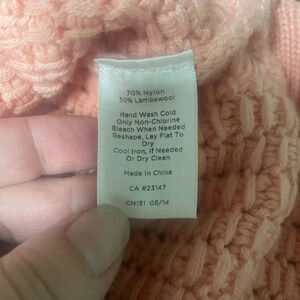 70% Nylon
30% Lambswool
Hand Wash Cold
Only Non-Chlorine
Bleach When Needed
Reshape, Lay Flat To
Dry
Cool Iron, if Needed
Or Dry Clean
Made in China
CA #23147
CN151 05/14